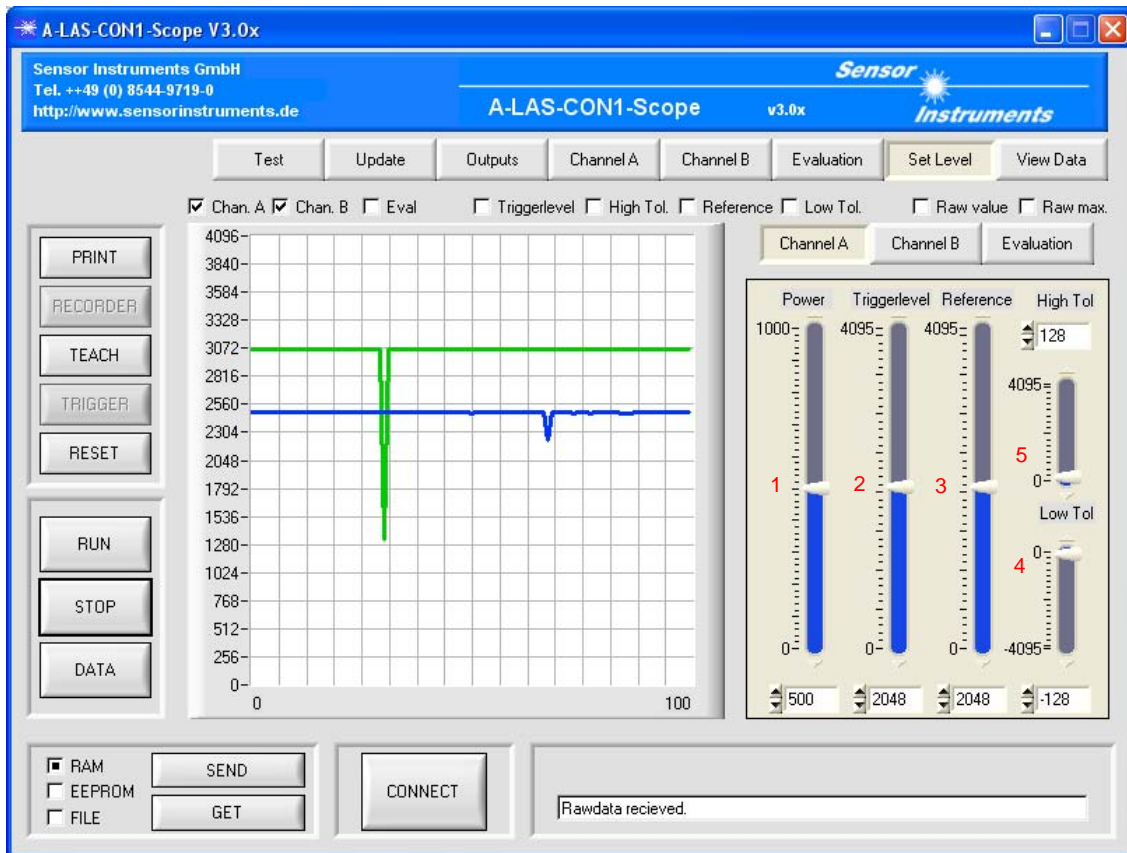 A-LAS-CON1-Scope V3.0x
Sensor Instruments GmbH
Tel. ++49 (0) 8544-9719-0
http://www.sensorinstruments.de
A-LAS-CON1-Scope v3.0x
Sensor
Instruments
Test Update Outputs Channel A Channel B Evaluation Set Level View Data
Chan. A Chan. B Eval Triggerlevel High Tol. Reference Low Tol. Raw value Raw max.
PRINT
RECORDER
TEACH
TRIGGER
RESET
RUN
STOP
DATA
4096
3840
3584
3328
3072
2816
2560
2304
2048
1792
1536
1280
1024
768
512
256
0
0 100
Channel A Channel B Evaluation
Power Triggerlevel Reference High Tol
1000 4095 4095 128
4095
5
0
1 2 3
Low Tol
0
4
0 0 0 -4095
500 2048 2048 -128
RAM
EEPROM
FILE
SEND
GET
CONNECT
Rawdata recieved.